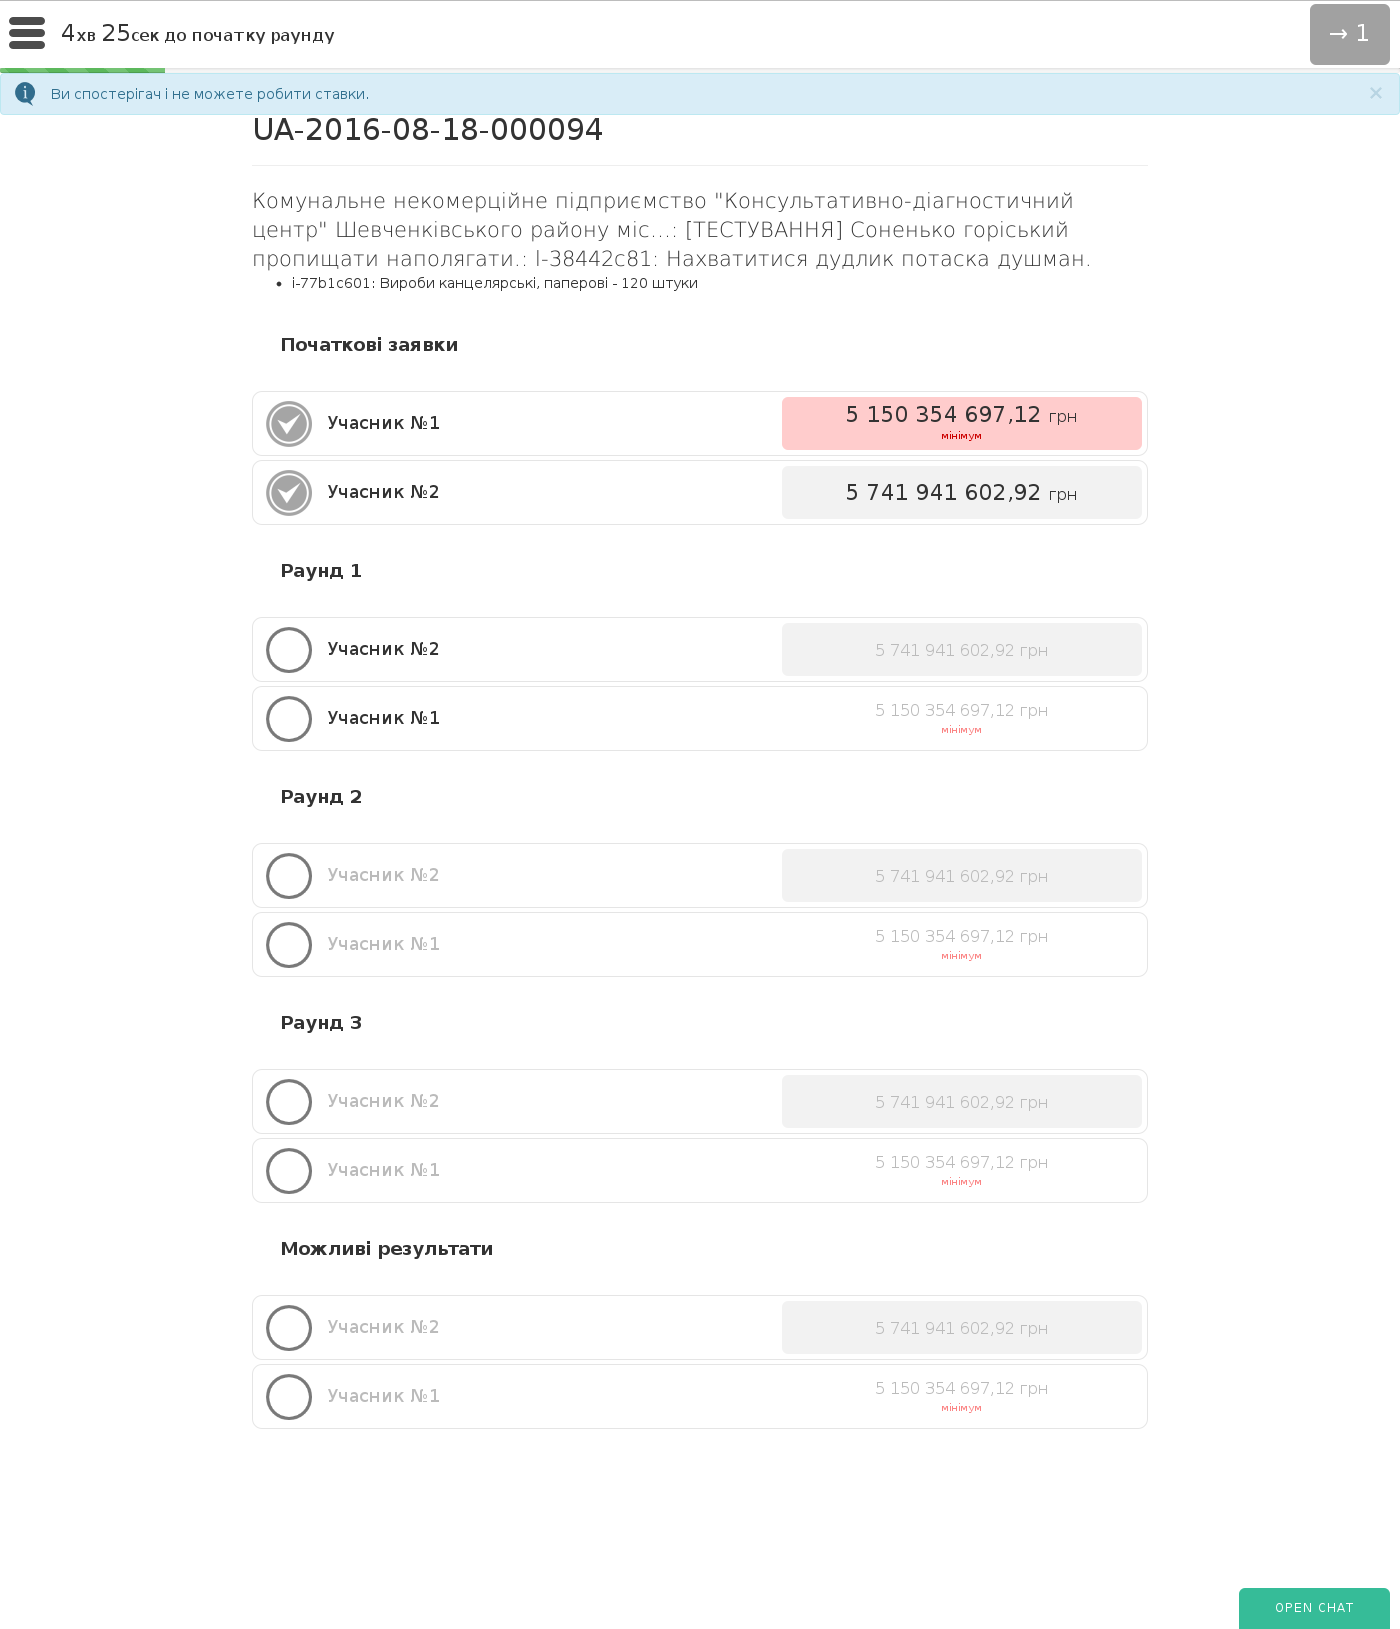 4хв 25сек до початку раунду
→ 1
Ви спостерігач і не можете робити ставки.
×
UA-2016-08-18-000094
Комунальне некомерційне підприємство "Консультативно-діагностичний
центр" Шевченківського району міс...: [ТЕСТУВАННЯ] Соненько горіський
пропищати наполягати.: l-38442c81: Нахватитися дудлик потаска душман.
• i-77b1c601: Вироби канцелярські, паперові - 120 штуки
Початкові заявки
Учасник №1
5 150 354 697,12 грн
мінімум
Учасник №2
5 741 941 602,92 грн
Раунд 1
Учасник №2
5 741 941 602,92 грн
Учасник №1
5 150 354 697,12 грн
мінімум
Раунд 2
Учасник №2
5 741 941 602,92 грн
Учасник №1
5 150 354 697,12 грн
мінімум
Раунд 3
Учасник №2
5 741 941 602,92 грн
Учасник №1
5 150 354 697,12 грн
мінімум
Можливі результати
Учасник №2
5 741 941 602,92 грн
Учасник №1
5 150 354 697,12 грн
мінімум
OPEN CHAT